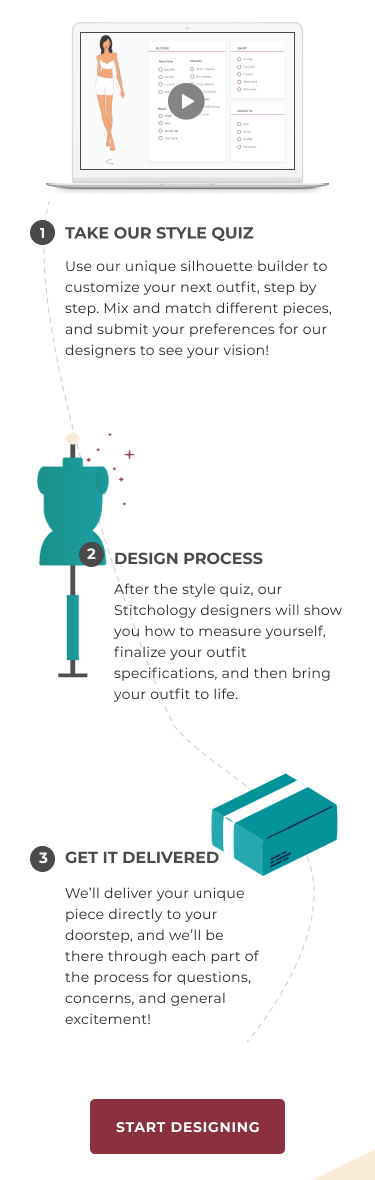 1
TAKE OUR STYLE QUIZ
Use our unique silhouette builder to
customize your next outfit, step by
step. Mix and match different pieces,
and submit your preferences for our
designers to see your vision!
2
DESIGN PROCESS
After the style quiz, our
Stitchology designers will show
you how to measure yourself,
finalize your outfit
specifications, and then bring
your outfit to life.
3
GET IT DELIVERED
We’ll deliver your unique
piece directly to your
doorstep, and we’ll be
there through each part of
the process for questions,
concerns, and general
excitement!
START DESIGNING